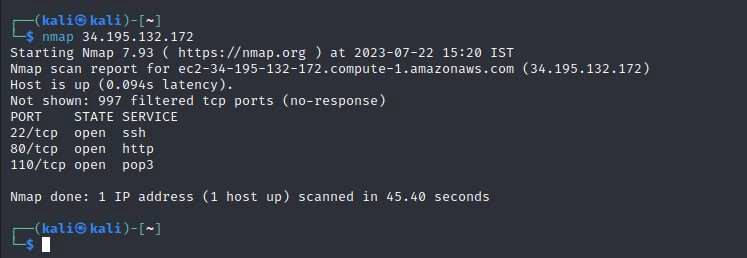 ┌──(kali㉿kali)-[~]
└─$ nmap 34.195.132.172
Starting Nmap 7.93 ( https://nmap.org ) at 2023-07-22 15:20 IST
Nmap scan report for ec2-34-195-132-172.compute-1.amazonaws.com (34.195.132.172)
Host is up (0.094s latency).
Not shown: 997 filtered tcp ports (no-response)
PORT    STATE SERVICE
22/tcp  open  ssh
80/tcp  open  http
110/tcp open  pop3
Nmap done: 1 IP address (1 host up) scanned in 45.40 seconds
┌──(kali㉿kali)-[~]
└─$